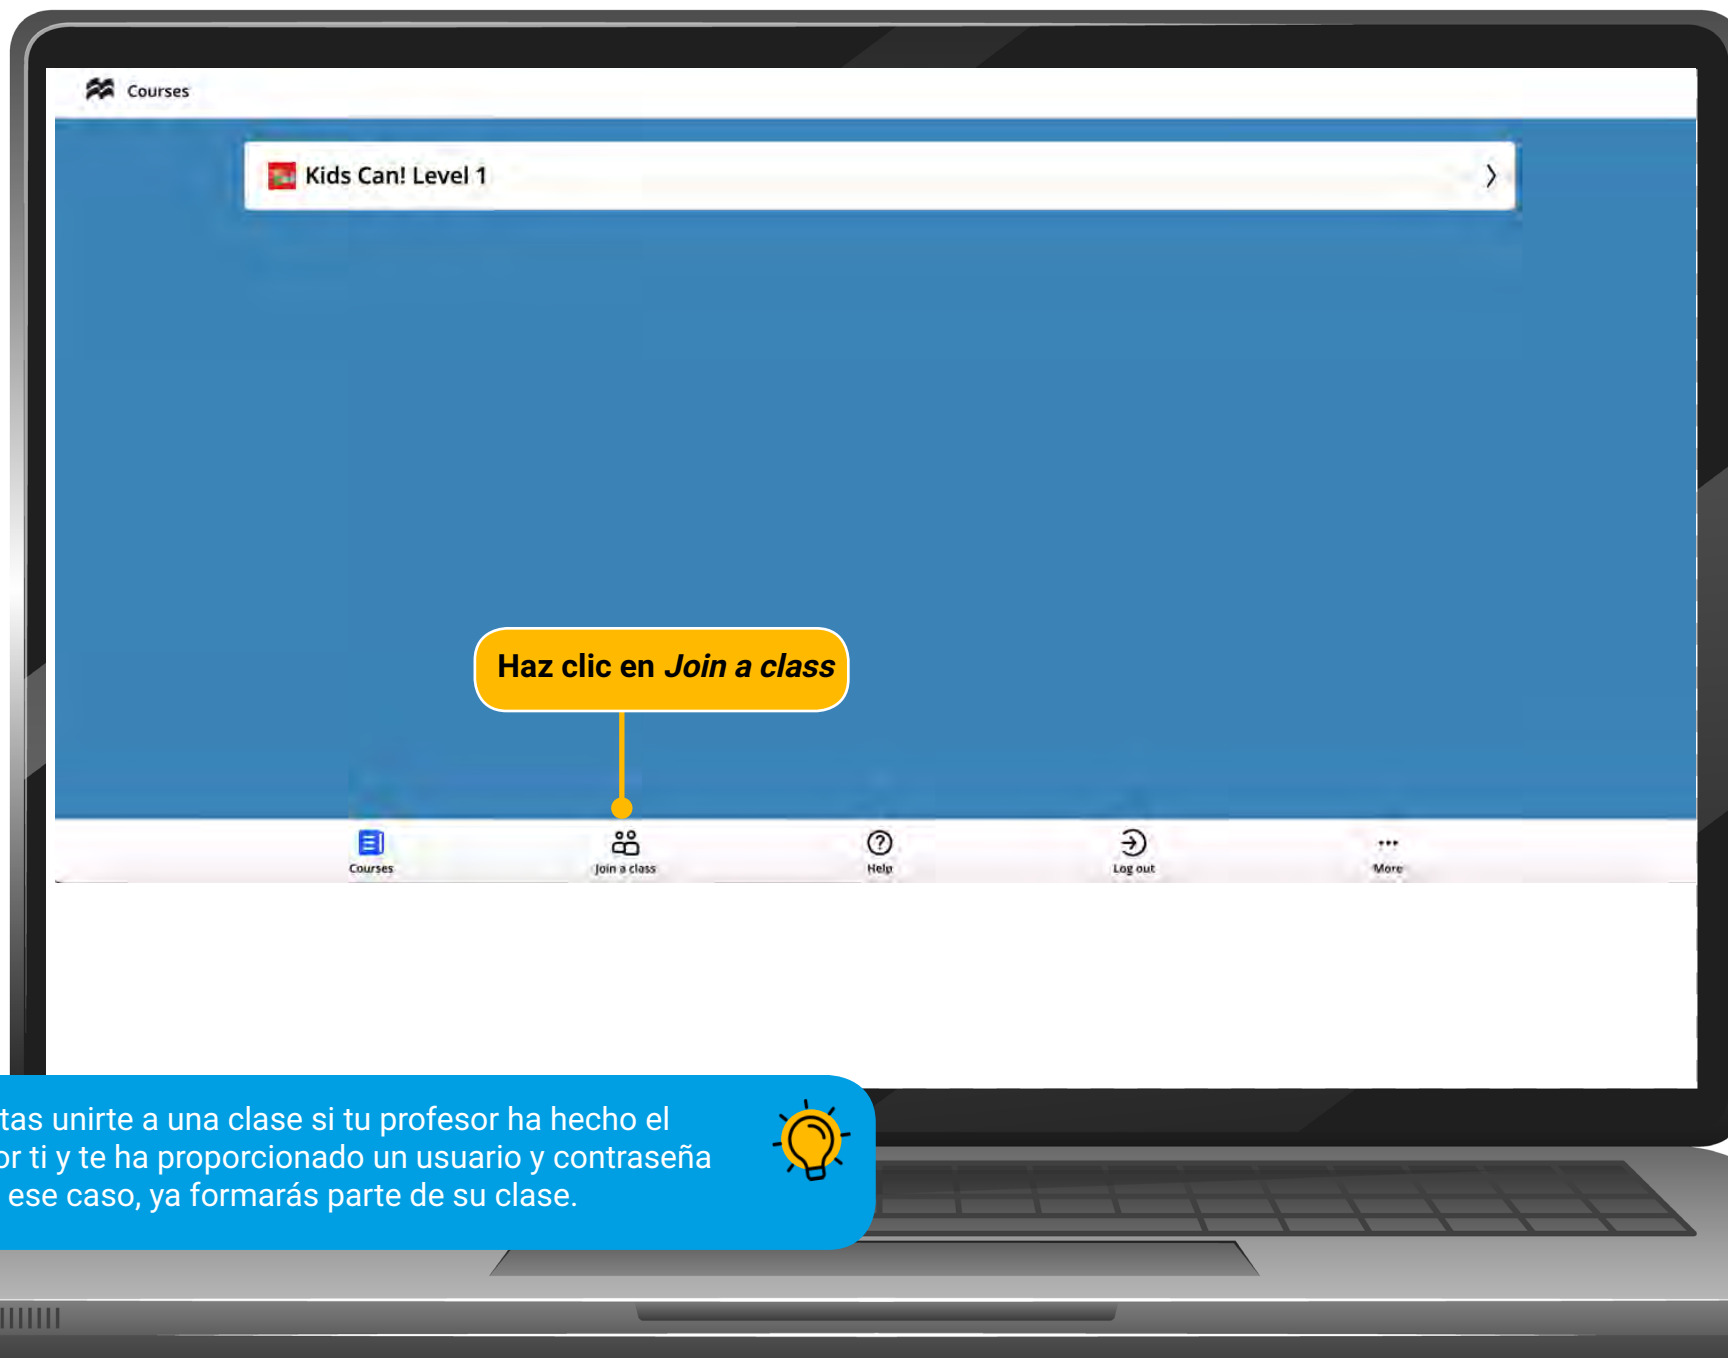 Courses
Kids Can! Level 1
Haz clic en Join a class
Courses
Join a class
Help
Log out
More
unirte a una clase si tu profesor ha hecho el
ti y te ha proporcionado un usuario y contraseña
ese caso, ya formarás parte de su clase.